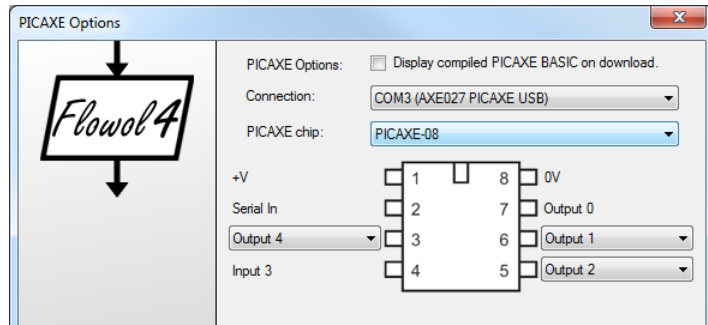 PICAXE Options
Flowol 4
PICAXE Options: Display compiled PICAXE BASIC on download.
Connection: COM3 (AXE027 PICAXE USB)
PICAXE chip: PICAXE-08
+V 1 8 0V
Serial In 2 7 Output 0
Output 4 3 6 Output 1
Input 3 4 5 Output 2